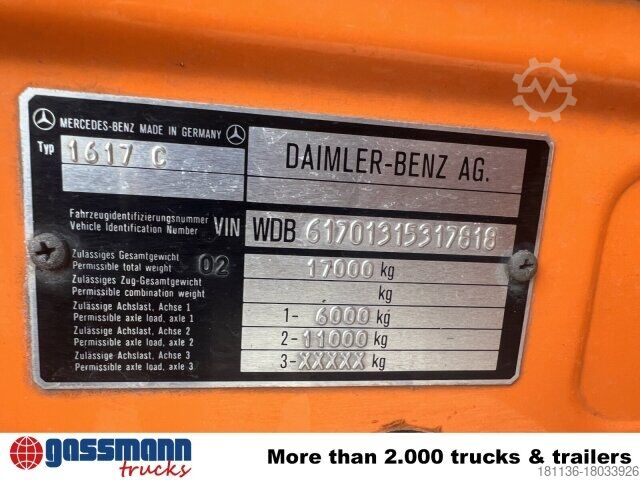 MERCEDES-BENZ MADE IN GERMANY
Typ 1617 C
DAIMLER-BENZ AG.
Fahrzeugidentifizierungsnummer
Vehicle Identification Number VIN WDB 61701315317818
Zulässiges Gesamtgewicht
Permissible total weight 02 17000 kg
Zulässiges Zug-Gesamtgewicht
Permissible combination weight kg
Zulässige Achslast, Achse 1
Permissible axle load, axle 1 1- 6000 kg
Zulässige Achslast, Achse 2
Permissible axle load, axle 2 2- 11000 kg
Zulässige Achslast, Achse 3
Permissible axle load, axle 3 3- XXXXX kg
gassmann
trucks
More than 2.000 trucks & trailers
181136-18033926